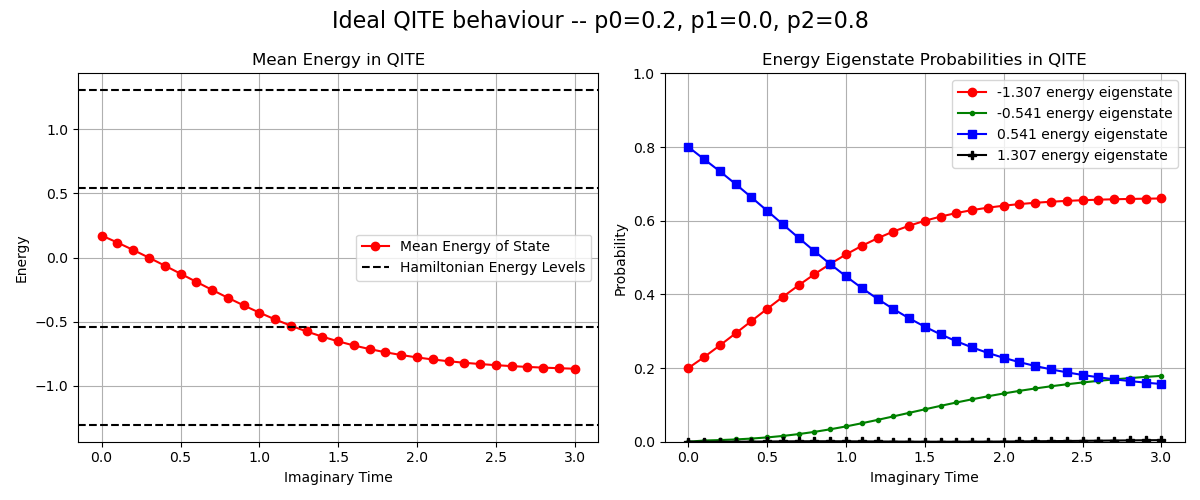 Ideal QITE behaviour -- p0=0.2, p1=0.0, p2=0.8
Mean Energy in QITE
Energy
1.0
0.5
0.0
−0.5
−1.0
Mean Energy of State
Hamiltonian Energy Levels
0.0 0.5 1.0 1.5 2.0 2.5 3.0
Imaginary Time
Energy Eigenstate Probabilities in QITE
Probability
1.0
0.8
0.6
0.4
0.2
0.0
-1.307 energy eigenstate
-0.541 energy eigenstate
0.541 energy eigenstate
1.307 energy eigenstate
0.0 0.5 1.0 1.5 2.0 2.5 3.0
Imaginary Time